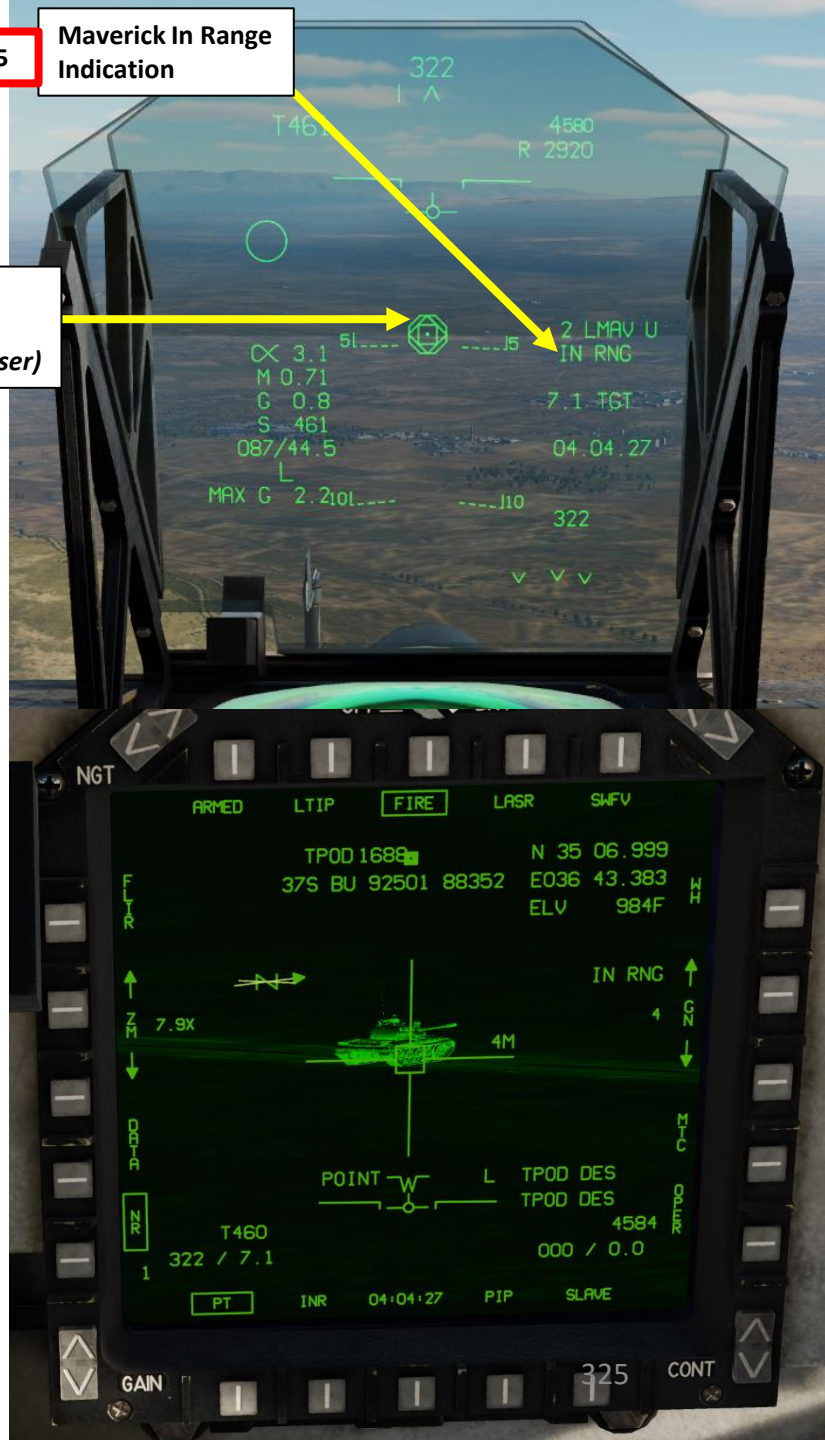 5
Maverick In Range
Indication
ser)
322
T461
4580
R 2920
2 LMAV U
IN RNG
5 5
∝ 3.1
M 0.71
G 0.8
S 461
087/44.5
L
MAX G 2.2
7.1 TGT
04.04.27
10 10
322
NGT
ARMED LTIP FIRE LASR SWFV
TPOD 1688
N 35 06.999
37S BU 92501 88352
E036 43.383
ELV 984F
FLIR
WH
IN RNG
4
GN
ZM
7.9X
4M
DATA
MTC
POINT W L TPOD DES
TPOD DES
OPER
NR
T460
4584
322 / 7.1
000 / 0.0
1
PT INR 04:04:27 PIP SLAVE
325
GAIN
CONT